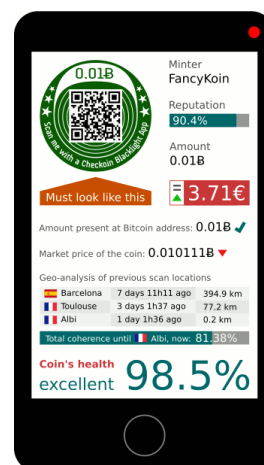 0.01Ƀ
Scan me with a Checkoin Blacklight App
Must look like this
Minter
FancyKoin
Reputation
90.4%
Amount
0.01Ƀ
3.71€
Amount present at Bitcoin address: 0.01Ƀ ✔
Market price of the coin: 0.010111Ƀ ▼
Geo-analysis of previous scan locations
Barcelona 7 days 11h11 ago 394.9 km
Toulouse 3 days 1h37 ago 77.2 km
Albi 1 day 1h36 ago 0.2 km
Total coherence until Albi, now: 81.38%
Coin's health
excellent 98.5%